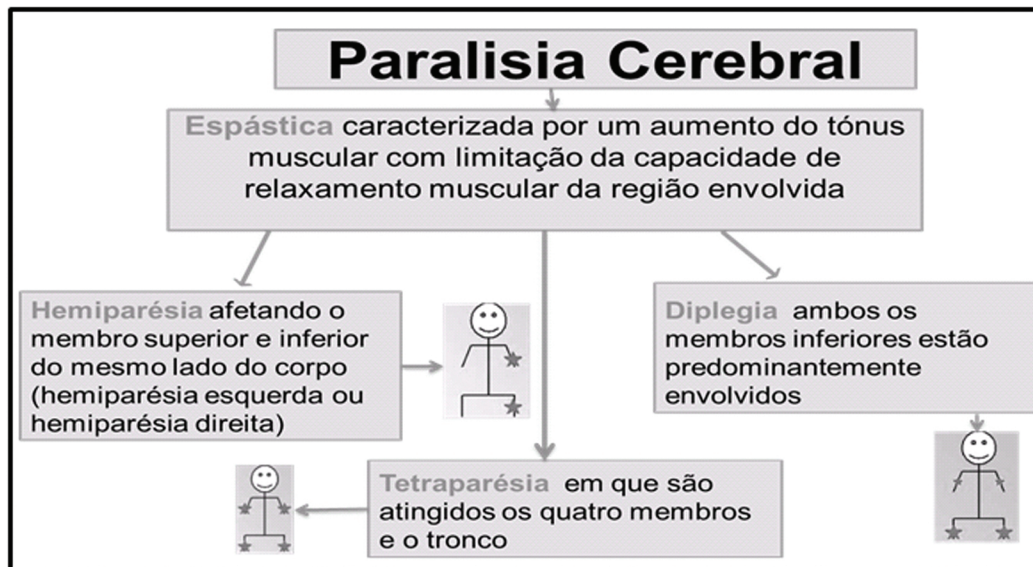 Paralisia Cerebral
Espástica caracterizada por um aumento do tónus
muscular com limitação da capacidade de
relaxamento muscular da região envolvida
Hemiparésia afetando o
membro superior e inferior
do mesmo lado do corpo
(hemiparésia esquerda ou
hemiparésia direita)
Diplegia ambos os
membros inferiores estão
predominantemente
envolvidos
Tetraparésia em que são
atingidos os quatro membros
e o tronco